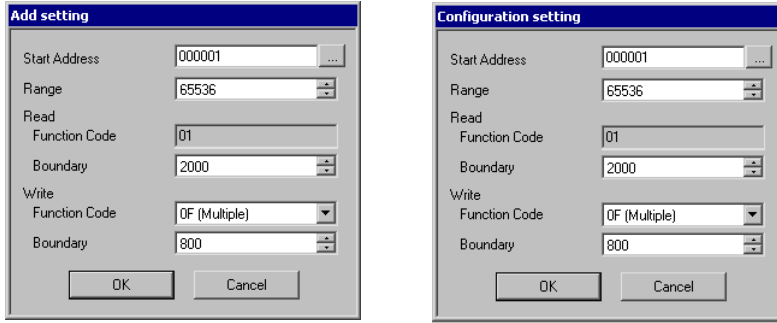 Add setting
Start Address 000001 ...
Range 65536
Read
Function Code 01
Boundary 2000
Write
Function Code 0F (Multiple)
Boundary 800
OK Cancel
Configuration setting
Start Address 000001 ...
Range 65536
Read
Function Code 01
Boundary 2000
Write
Function Code 0F (Multiple)
Boundary 800
OK Cancel